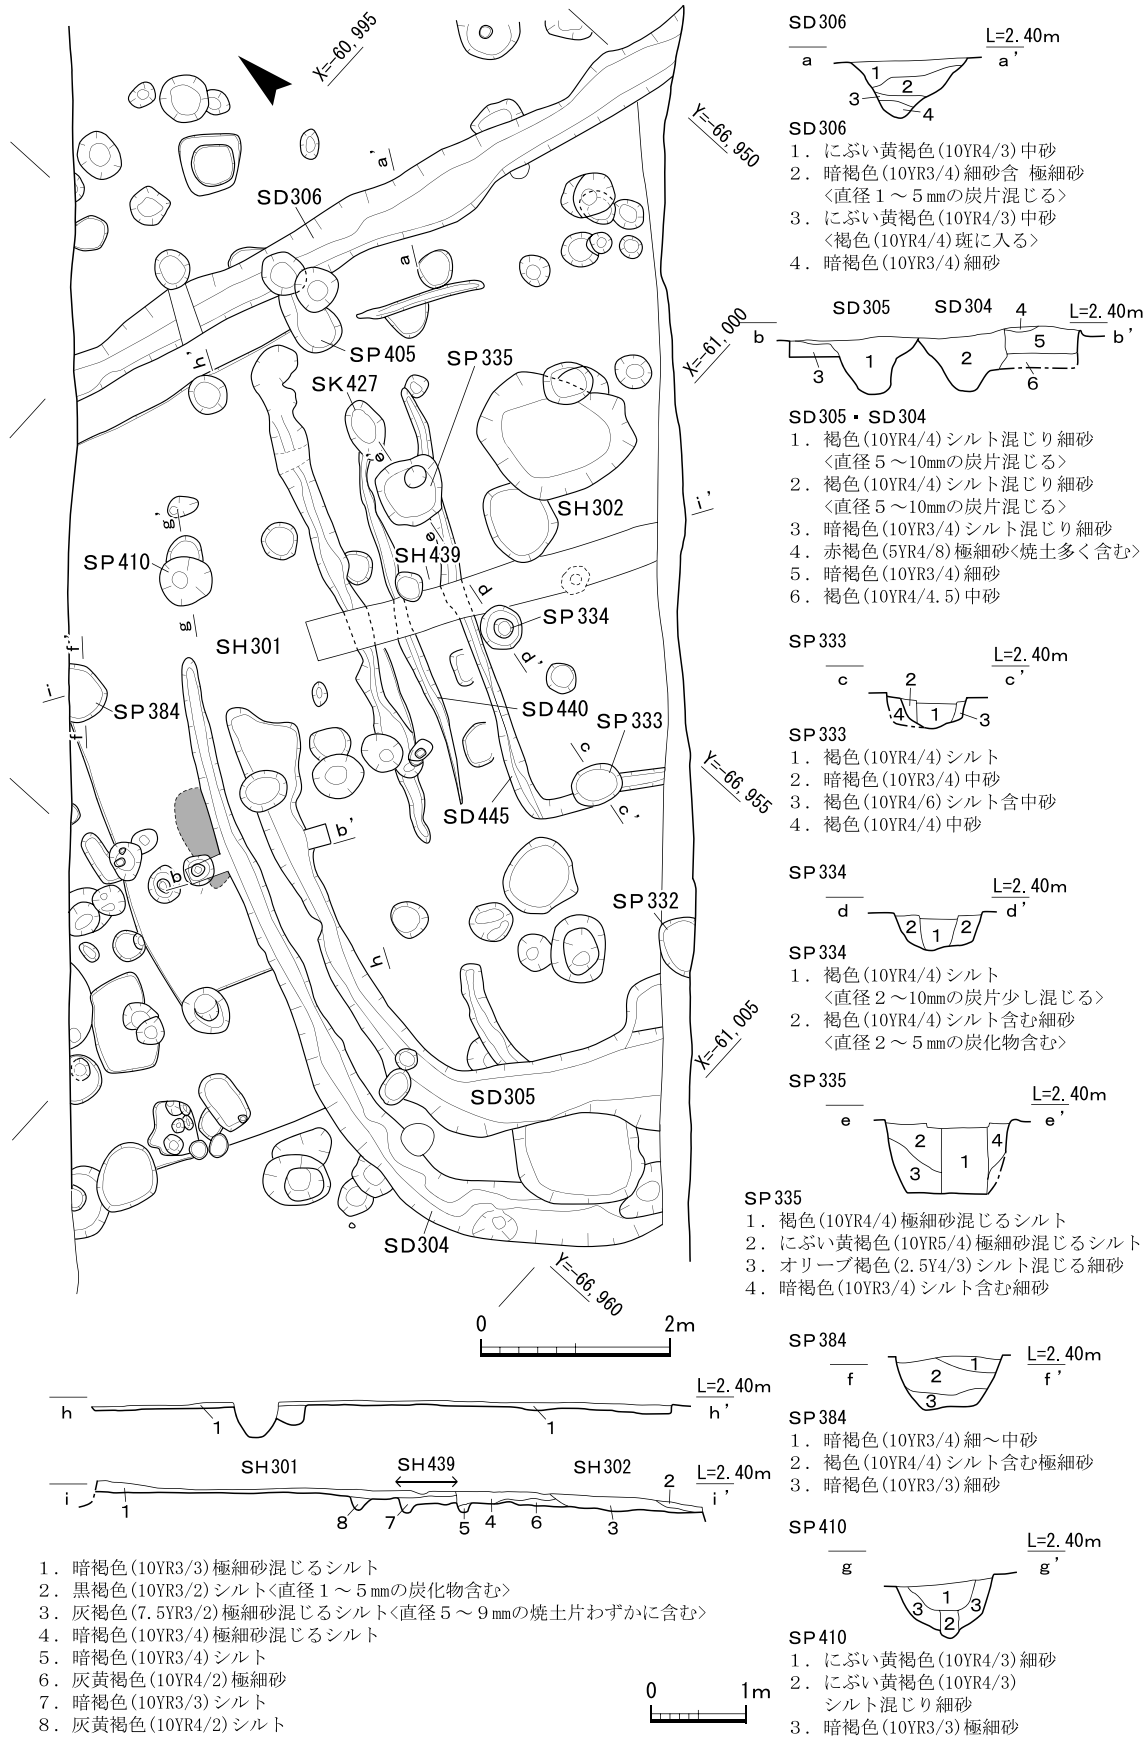 X=-60,995
Y=-66,950
X=-61,000
Y=-66,955
X=-61,005
Y=-66,960
a'
SD306
a
h'
SP405
SP335
SK427
e'
e
SH302
i'
g'
SP410
SH439
d
SP334
g
SH301
d'
f'
i
SP384
f
SD440
SP333
c
c'
SD445
b'
b
SP332
h
SD305
SD304
0 2m
SD306
L=2.40m
a a'
1
2
3
4
SD306
1．にぶい黄褐色(10YR4/3)中砂
2．暗褐色(10YR3/4)細砂含 極細砂
<直径1～5㎜の炭片混じる>
3．にぶい黄褐色(10YR4/3)中砂
<褐色(10YR4/4)斑に入る>
4．暗褐色(10YR3/4)細砂
SD305 SD304
L=2.40m
b b'
4
5
1 2
3 6
SD305・SD304
1．褐色(10YR4/4)シルト混じり細砂
<直径5～10㎜の炭片混じる>
2．褐色(10YR4/4)シルト混じり細砂
<直径5～10㎜の炭片混じる>
3．暗褐色(10YR3/4)シルト混じり細砂
4．赤褐色(5YR4/8)極細砂<焼土多く含む>
5．暗褐色(10YR3/4)細砂
6．褐色(10YR4/4.5)中砂
SP333
L=2.40m
c c'
2
4 1 3
SP333
1．褐色(10YR4/4)シルト
2．暗褐色(10YR3/4)中砂
3．褐色(10YR4/6)シルト含中砂
4．褐色(10YR4/4)中砂
SP334
L=2.40m
d d'
2 1 2
SP334
1．褐色(10YR4/4)シルト
<直径2～10㎜の炭片少し混じる>
2．褐色(10YR4/4)シルト含む細砂
<直径2～5㎜の炭化物含む>
SP335
L=2.40m
e e'
2 4
3 1
SP335
1．褐色(10YR4/4)極細砂混じるシルト
2．にぶい黄褐色(10YR5/4)極細砂混じるシルト
3．オリーブ褐色(2.5Y4/3)シルト混じる細砂
4．暗褐色(10YR3/4)シルト含む細砂
SP384
L=2.40m
f f'
1
2
3
SP384
1．暗褐色(10YR3/4)細～中砂
2．褐色(10YR4/4)シルト含む極細砂
3．暗褐色(10YR3/3)細砂
SP410
L=2.40m
g g'
1
3 2 3
SP410
1．にぶい黄褐色(10YR4/3)細砂
2．にぶい黄褐色(10YR4/3)
シルト混じり細砂
3．暗褐色(10YR3/3)極細砂
L=2.40m
h h'
1 1
SH301 SH439 SH302
L=2.40m
i i'
2
1 8 7 5 4 6 3
1．暗褐色(10YR3/3)極細砂混じるシルト
2．黒褐色(10YR3/2)シルト<直径1～5㎜の炭化物含む>
3．灰褐色(7.5YR3/2)極細砂混じるシルト<直径5～9㎜の焼土片わずかに含む>
4．暗褐色(10YR3/4)極細砂混じるシルト
5．暗褐色(10YR3/4)シルト
6．灰黄褐色(10YR4/2)極細砂
7．暗褐色(10YR3/3)シルト
8．灰黄褐色(10YR4/2)シルト
0 1m